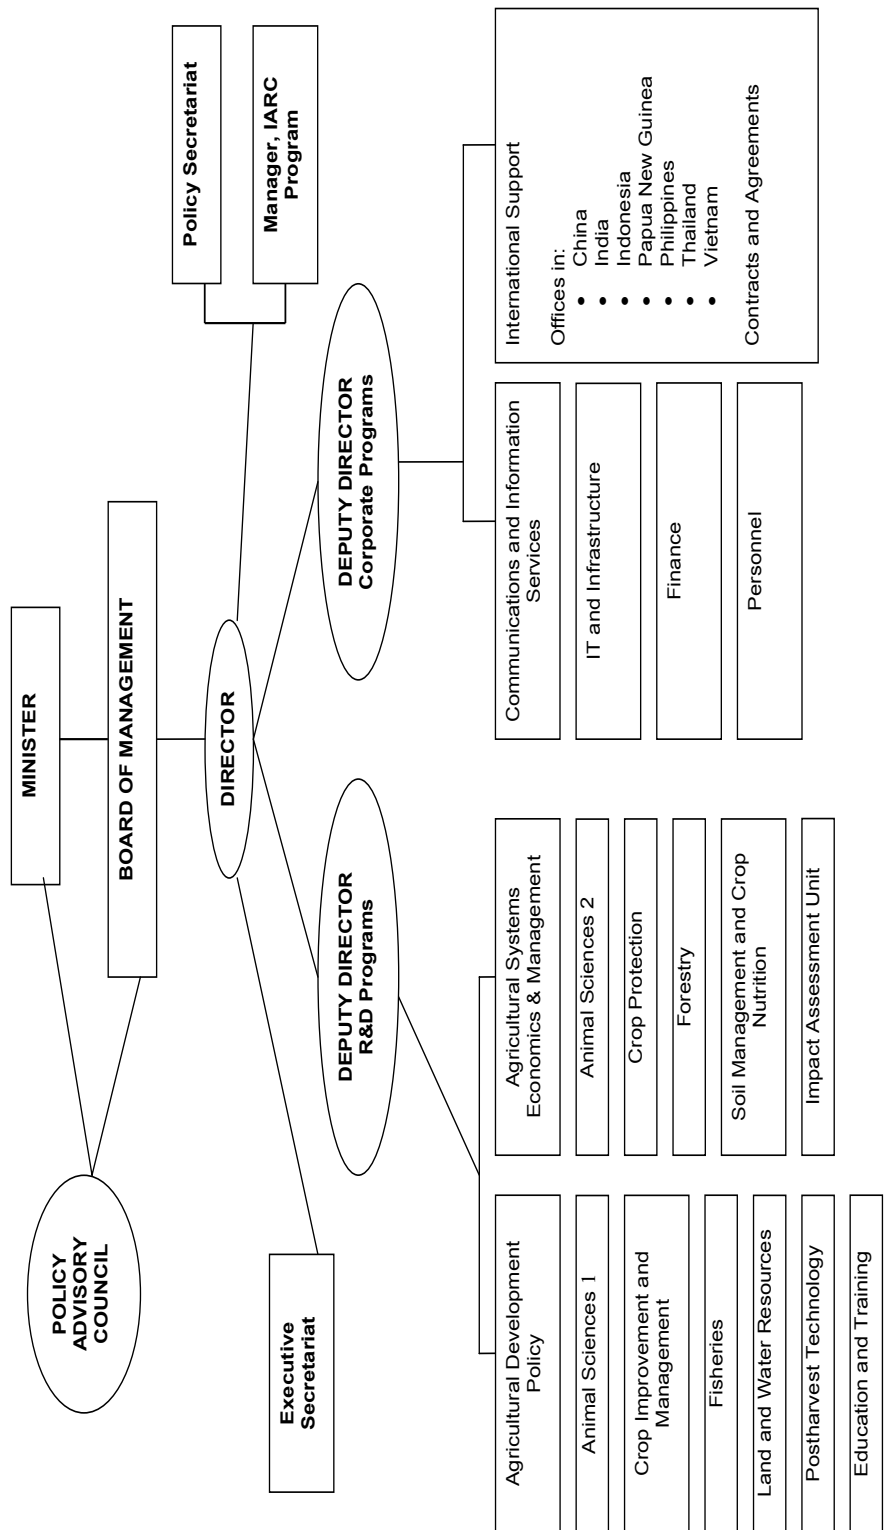 MINISTER
POLICY
ADVISORY
COUNCIL
BOARD OF MANAGEMENT
DIRECTOR
Executive
Secretariat
Policy Secretariat
Manager, IARC
Program
DEPUTY DIRECTOR
R&D Programs
DEPUTY DIRECTOR
Corporate Programs
Agricultural Development
Policy
Animal Sciences 1
Crop Improvement and
Management
Fisheries
Land and Water Resources
Postharvest Technology
Education and Training
Agricultural Systems
Economics & Management
Animal Sciences 2
Crop Protection
Forestry
Soil Management and Crop
Nutrition
Impact Assessment Unit
Communications and Information
Services
IT and Infrastructure
Finance
Personnel
International Support
Offices in:
• China
• India
• Indonesia
• Papua New Guinea
• Philippines
• Thailand
• Vietnam
Contracts and Agreements